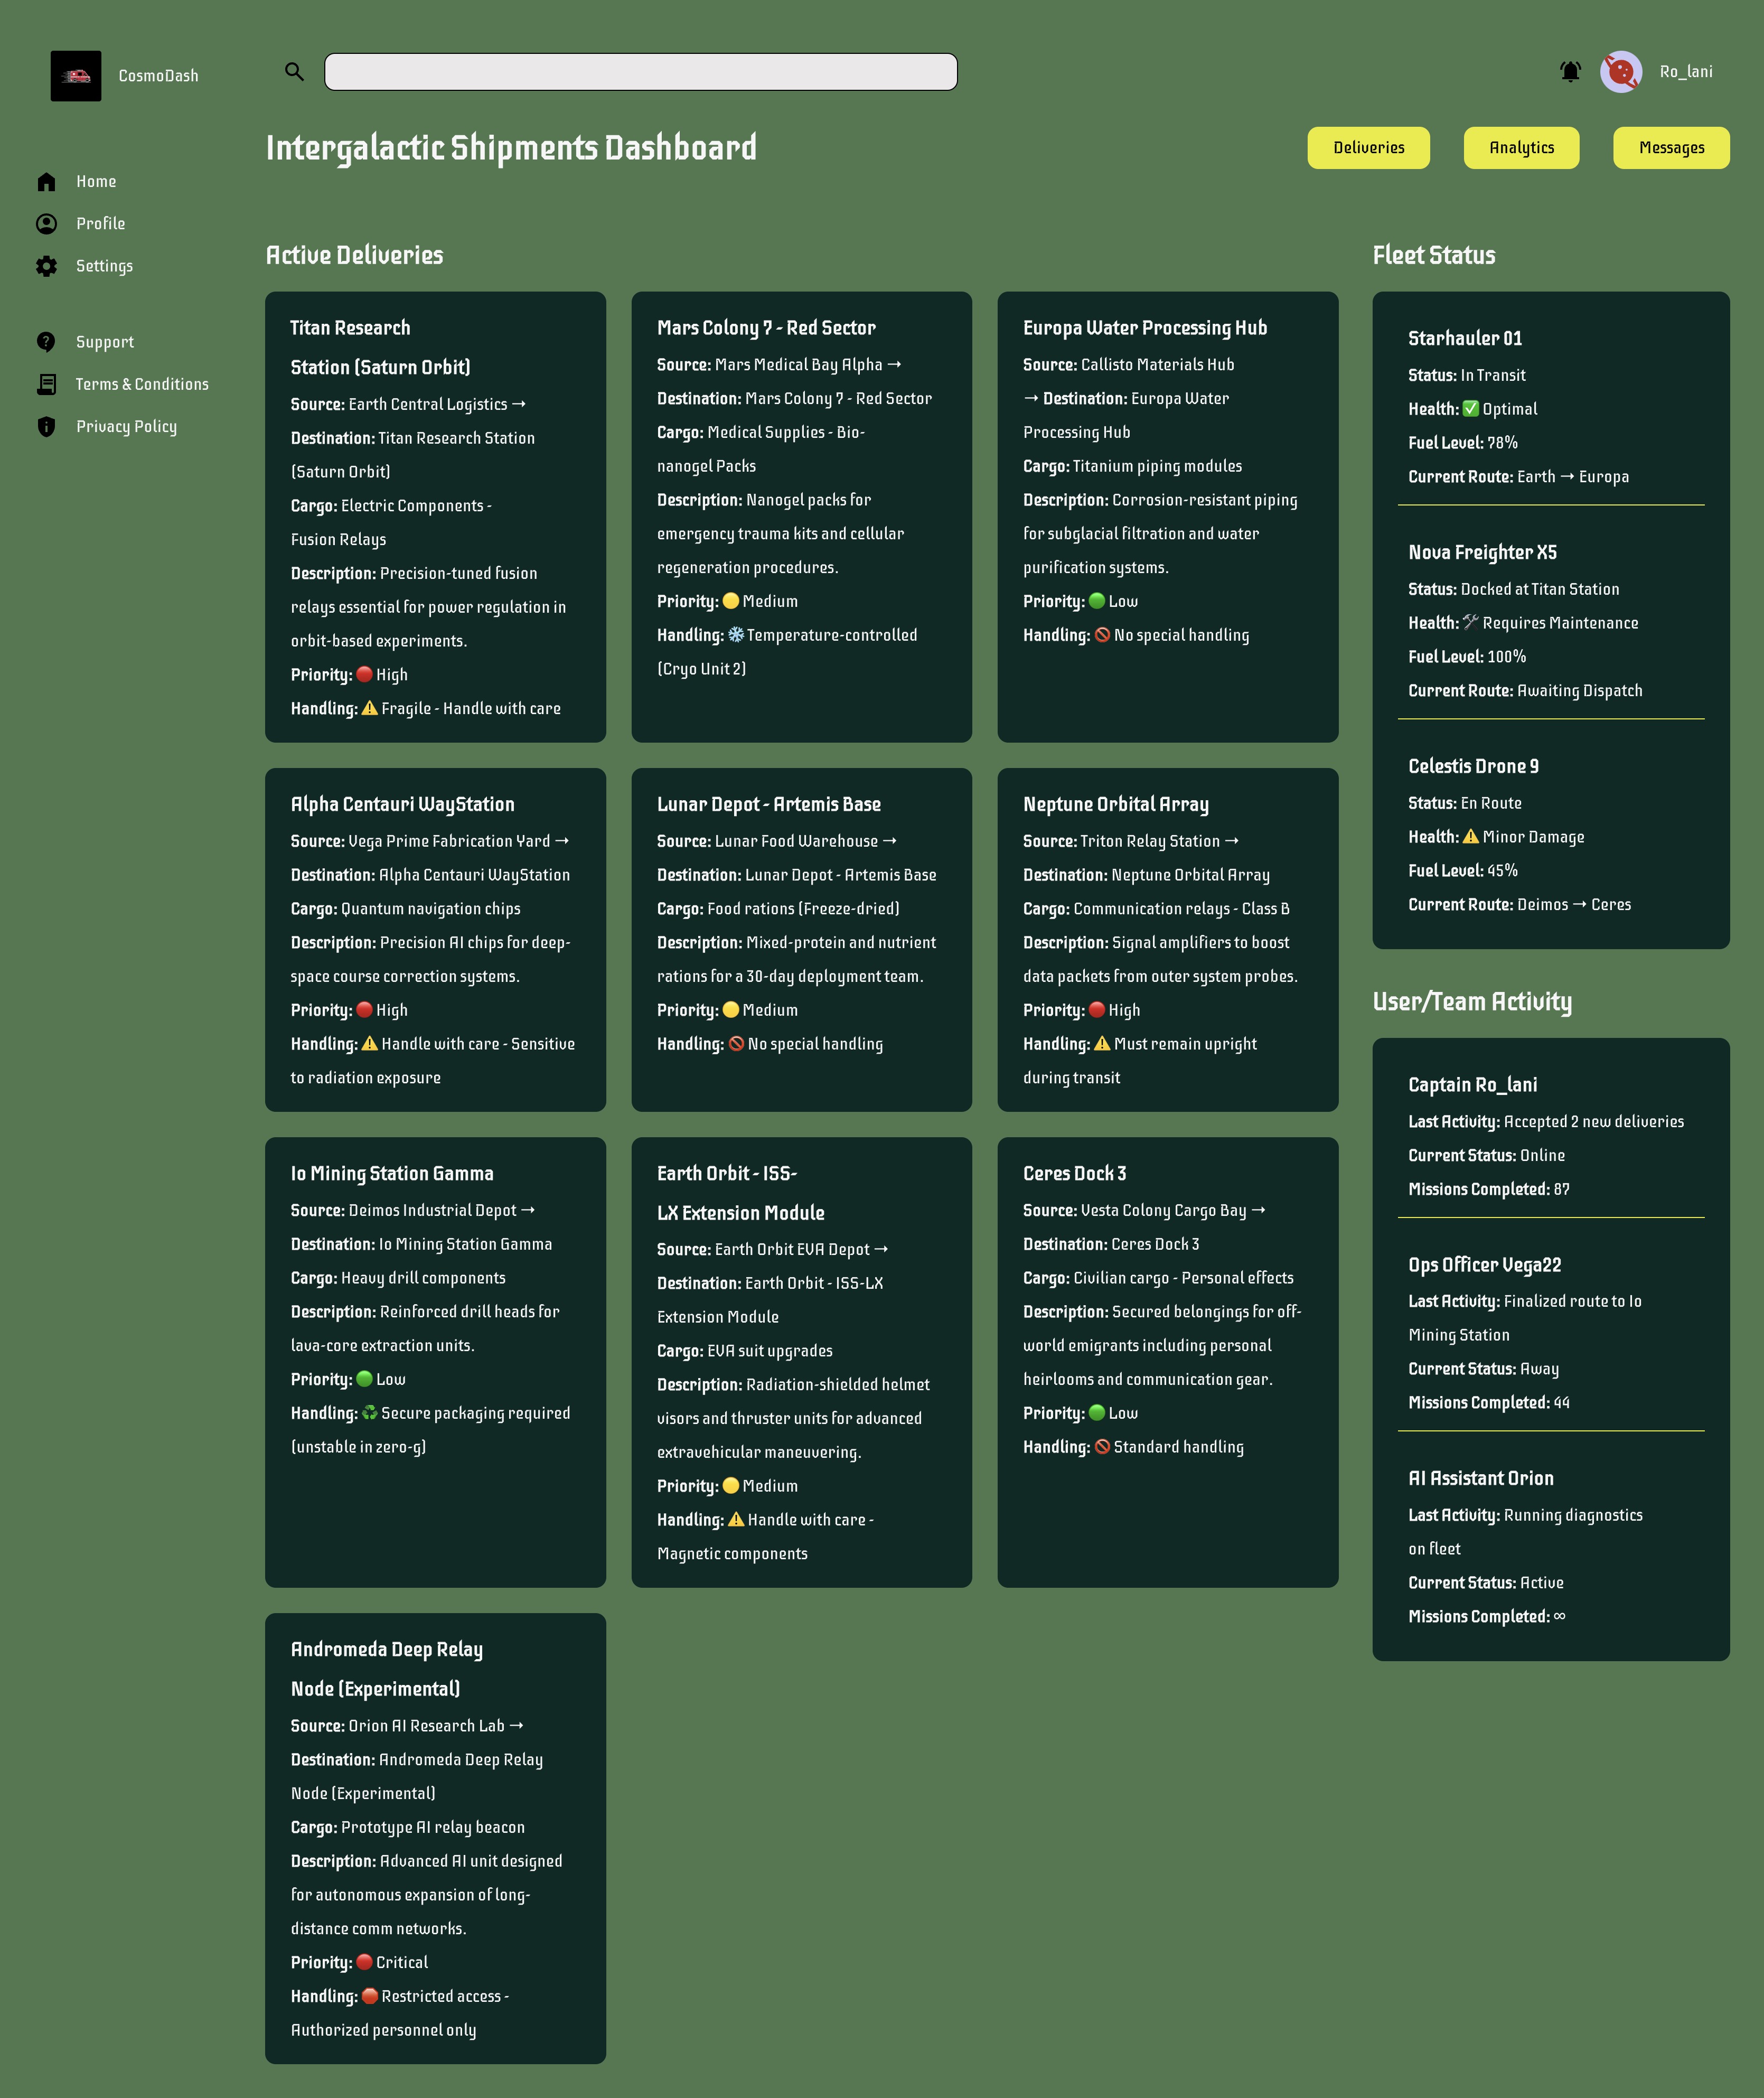 CosmoDash
Ro_lani
Home
Profile
Settings
Support
Terms & Conditions
Privacy Policy
Intergalactic Shipments Dashboard
Deliveries
Analytics
Messages
Active Deliveries
Titan Research
Station (Saturn Orbit)
Source: Earth Central Logistics →
Destination: Titan Research Station
(Saturn Orbit)
Cargo: Electric Components -
Fusion Relays
Description: Precision-tuned fusion
relays essential for power regulation in
orbit-based experiments.
Priority: 🔴 High
Handling: ⚠️ Fragile - Handle with care
Mars Colony 7 - Red Sector
Source: Mars Medical Bay Alpha →
Destination: Mars Colony 7 - Red Sector
Cargo: Medical Supplies - Bio-
nanogel Packs
Description: Nanogel packs for
emergency trauma kits and cellular
regeneration procedures.
Priority: 🟡 Medium
Handling: ❄️ Temperature-controlled
(Cryo Unit 2)
Europa Water Processing Hub
Source: Callisto Materials Hub
→ Destination: Europa Water
Processing Hub
Cargo: Titanium piping modules
Description: Corrosion-resistant piping
for subglacial filtration and water
purification systems.
Priority: 🟢 Low
Handling: 🚫 No special handling
Alpha Centauri WayStation
Source: Vega Prime Fabrication Yard →
Destination: Alpha Centauri WayStation
Cargo: Quantum navigation chips
Description: Precision AI chips for deep-
space course correction systems.
Priority: 🔴 High
Handling: ⚠️ Handle with care - Sensitive
to radiation exposure
Lunar Depot - Artemis Base
Source: Lunar Food Warehouse →
Destination: Lunar Depot - Artemis Base
Cargo: Food rations (Freeze-dried)
Description: Mixed-protein and nutrient
rations for a 30-day deployment team.
Priority: 🟡 Medium
Handling: 🚫 No special handling
Neptune Orbital Array
Source: Triton Relay Station →
Destination: Neptune Orbital Array
Cargo: Communication relays - Class B
Description: Signal amplifiers to boost
data packets from outer system probes.
Priority: 🔴 High
Handling: ⚠️ Must remain upright
during transit
Io Mining Station Gamma
Source: Deimos Industrial Depot →
Destination: Io Mining Station Gamma
Cargo: Heavy drill components
Description: Reinforced drill heads for
lava-core extraction units.
Priority: 🟢 Low
Handling: ♻️ Secure packaging required
(unstable in zero-g)
Earth Orbit - ISS-
LX Extension Module
Source: Earth Orbit EVA Depot →
Destination: Earth Orbit - ISS-LX
Extension Module
Cargo: EVA suit upgrades
Description: Radiation-shielded helmet
visors and thruster units for advanced
extravehicular maneuvering.
Priority: 🟡 Medium
Handling: ⚠️ Handle with care -
Magnetic components
Ceres Dock 3
Source: Vesta Colony Cargo Bay →
Destination: Ceres Dock 3
Cargo: Civilian cargo - Personal effects
Description: Secured belongings for off-
world emigrants including personal
heirlooms and communication gear.
Priority: 🟢 Low
Handling: 🚫 Standard handling
Andromeda Deep Relay
Node (Experimental)
Source: Orion AI Research Lab →
Destination: Andromeda Deep Relay
Node (Experimental)
Cargo: Prototype AI relay beacon
Description: Advanced AI unit designed
for autonomous expansion of long-
distance comm networks.
Priority: 🔴 Critical
Handling: 🛑 Restricted access -
Authorized personnel only
Fleet Status
Starhauler 01
Status: In Transit
Health: ✅ Optimal
Fuel Level: 78%
Current Route: Earth → Europa
Nova Freighter X5
Status: Docked at Titan Station
Health: 🛠️ Requires Maintenance
Fuel Level: 100%
Current Route: Awaiting Dispatch
Celestis Drone 9
Status: En Route
Health: ⚠️ Minor Damage
Fuel Level: 45%
Current Route: Deimos → Ceres
User/Team Activity
Captain Ro_lani
Last Activity: Accepted 2 new deliveries
Current Status: Online
Missions Completed: 87
Ops Officer Vega22
Last Activity: Finalized route to Io
Mining Station
Current Status: Away
Missions Completed: 44
AI Assistant Orion
Last Activity: Running diagnostics
on fleet
Current Status: Active
Missions Completed: ∞